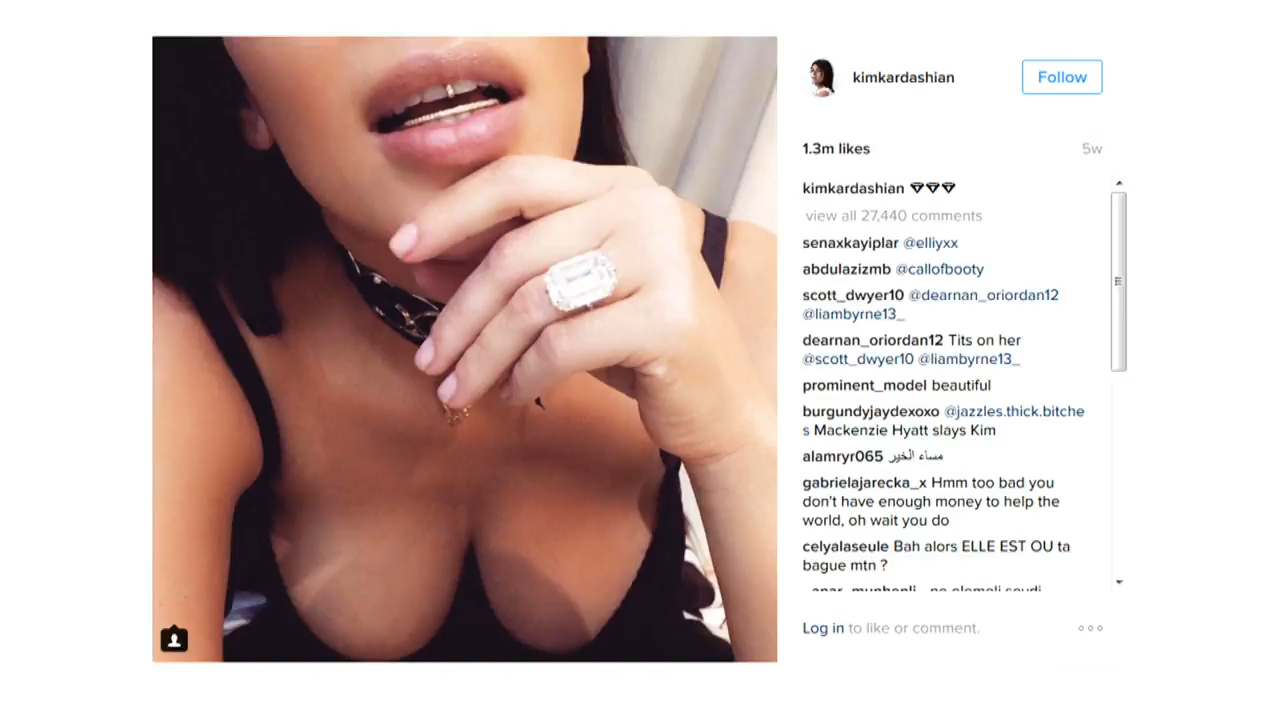 kimkardashian
Follow
1.3m likes
5w
kimkardashian
view all 27,440 comments
senaxkayiplar @elliyxx
abdulazizmb @callofbooty
scott_dwyer10 @dearnan_oriordan12
@liambyrne13_
dearnan_oriordan12 Tits on her
@scott_dwyer10 @liambyrne13_
prominent_model beautiful
burgundyjaydexoxo @jazzles.thick.bitche
s Mackenzie Hyatt slays Kim
alamryr065 مساء الخير
gabrielajarecka_x Hmm too bad you
don't have enough money to help the
world, oh wait you do
celyalaseule Bah alors ELLE EST OU ta
bague mtn ?
Log in to like or comment.